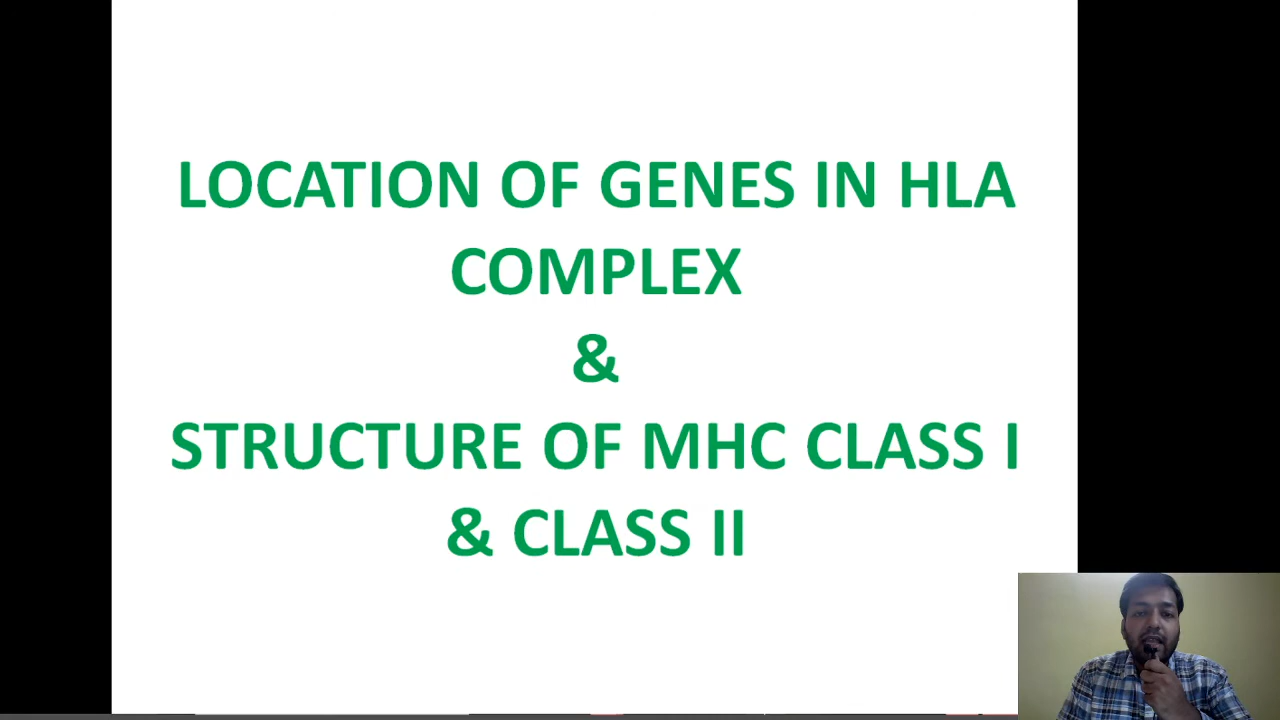 LOCATION OF GENES IN HLA
COMPLEX
&
STRUCTURE OF MHC CLASS I
& CLASS II